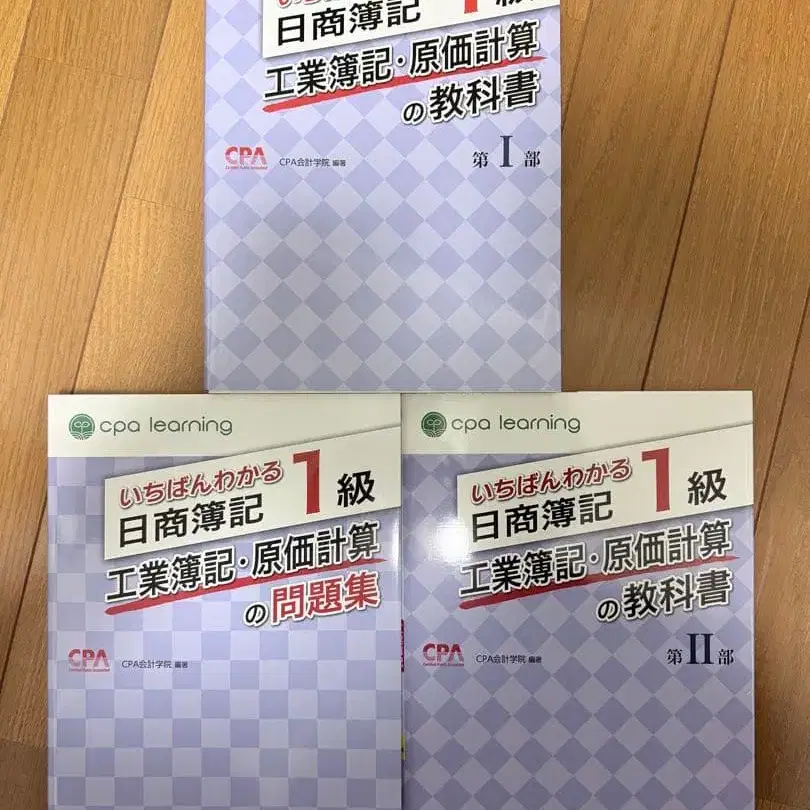 日商簿記 1級
工業簿記・原価計算
の教科書
CPA
CPA会計学院 編著
第Ⅰ部
cpa learning
いちばんわかる
日商簿記 1級
工業簿記・原価計算
の問題集
CPA
CPA会計学院 編著
cpa learning
いちばんわかる
日商簿記 1級
工業簿記・原価計算
の教科書
CPA
CPA会計学院 編著
第Ⅱ部